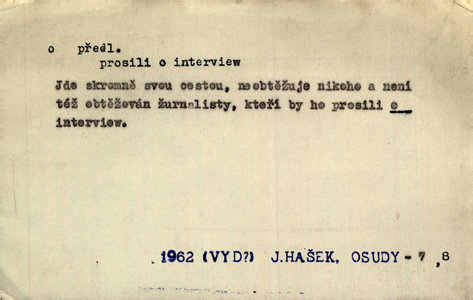 o předl.
prosili o interview
Jde skromně svou cestou, neobtěžuje nikoho a není
též obtěžován žurnalisty, kteří by ho prosili o
interview.
1962 (VYD?) J.HAŠEK, OSUDY - 7,8